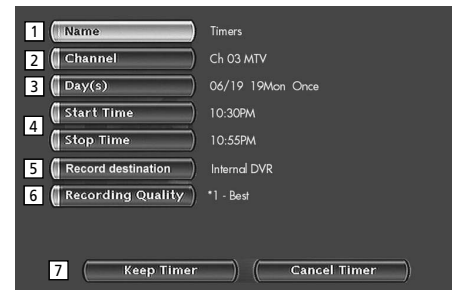 1 Name Timers
2 Channel Ch 03 MTV
3 Day(s) 06/19 19Mon Once
4 Start Time 10:30PM
Stop Time 10:55PM
5 Record destination Internal DVR
6 Recording Quality *1 - Best
7 Keep Timer Cancel Timer